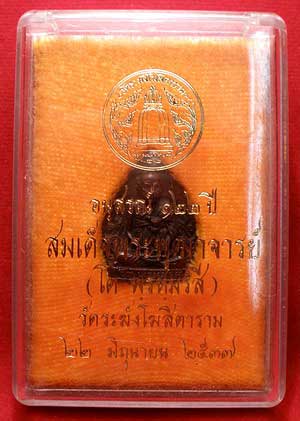 อนุสรณ์ ๑๒๒ ปี
สมเด็จพระพุฒาจารย์
(โต พรหมรํสี)
วัดระฆังโฆสิตาราม
๒๒ มิถุนายน ๒๕๓๗